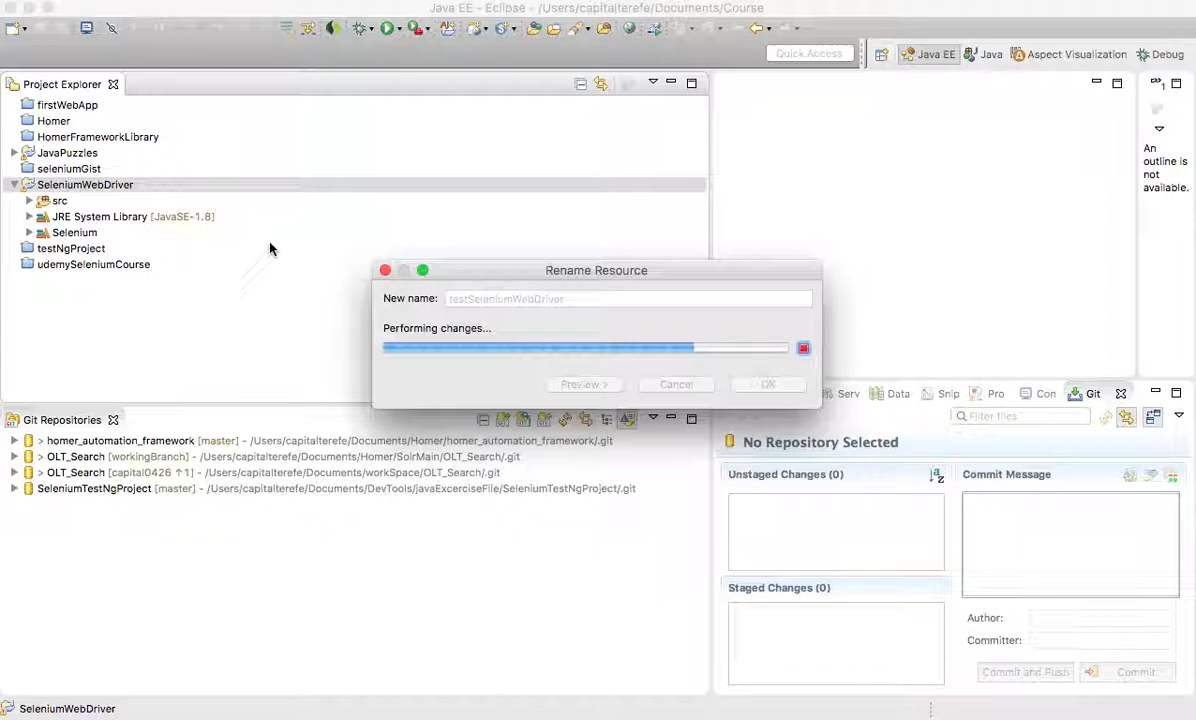 Java EE - Eclipse - /Users/capitalterefe/Documents/Course
Quick Access
Java EE
Java
Aspect Visualization
Debug
Project Explorer
firstWebApp
Homer
HomerFrameworkLibrary
JavaPuzzles
seleniumGist
SeleniumWebDriver
src
JRE System Library [JavaSE-1.8]
Selenium
testNgProject
udemySeleniumCourse
An
outline is
not
available.
Rename Resource
New name: testSeleniumWebDriver
Performing changes...
Preview >
Cancel
OK
Git Repositories
> homer_automation_framework [master] - /Users/capitalterefe/Documents/Homer/homer_automation_framework/.git
> OLT_Search [workingBranch] - /Users/capitalterefe/Documents/Homer/SolrMain/OLT_Search/.git
> OLT_Search [capital0426 ↑1] - /Users/capitalterefe/Documents/workSpace/OLT_Search/.git
SeleniumTestNgProject [master] - /Users/capitalterefe/Documents/DevTools/javaExcerciseFile/SeleniumTestNgProject/.git
Serv
Data
Snip
Pro
Con
Git
Filter files
No Repository Selected
Unstaged Changes (0)
Commit Message
Staged Changes (0)
Author:
Committer:
Commit and Push
Commit
SeleniumWebDriver